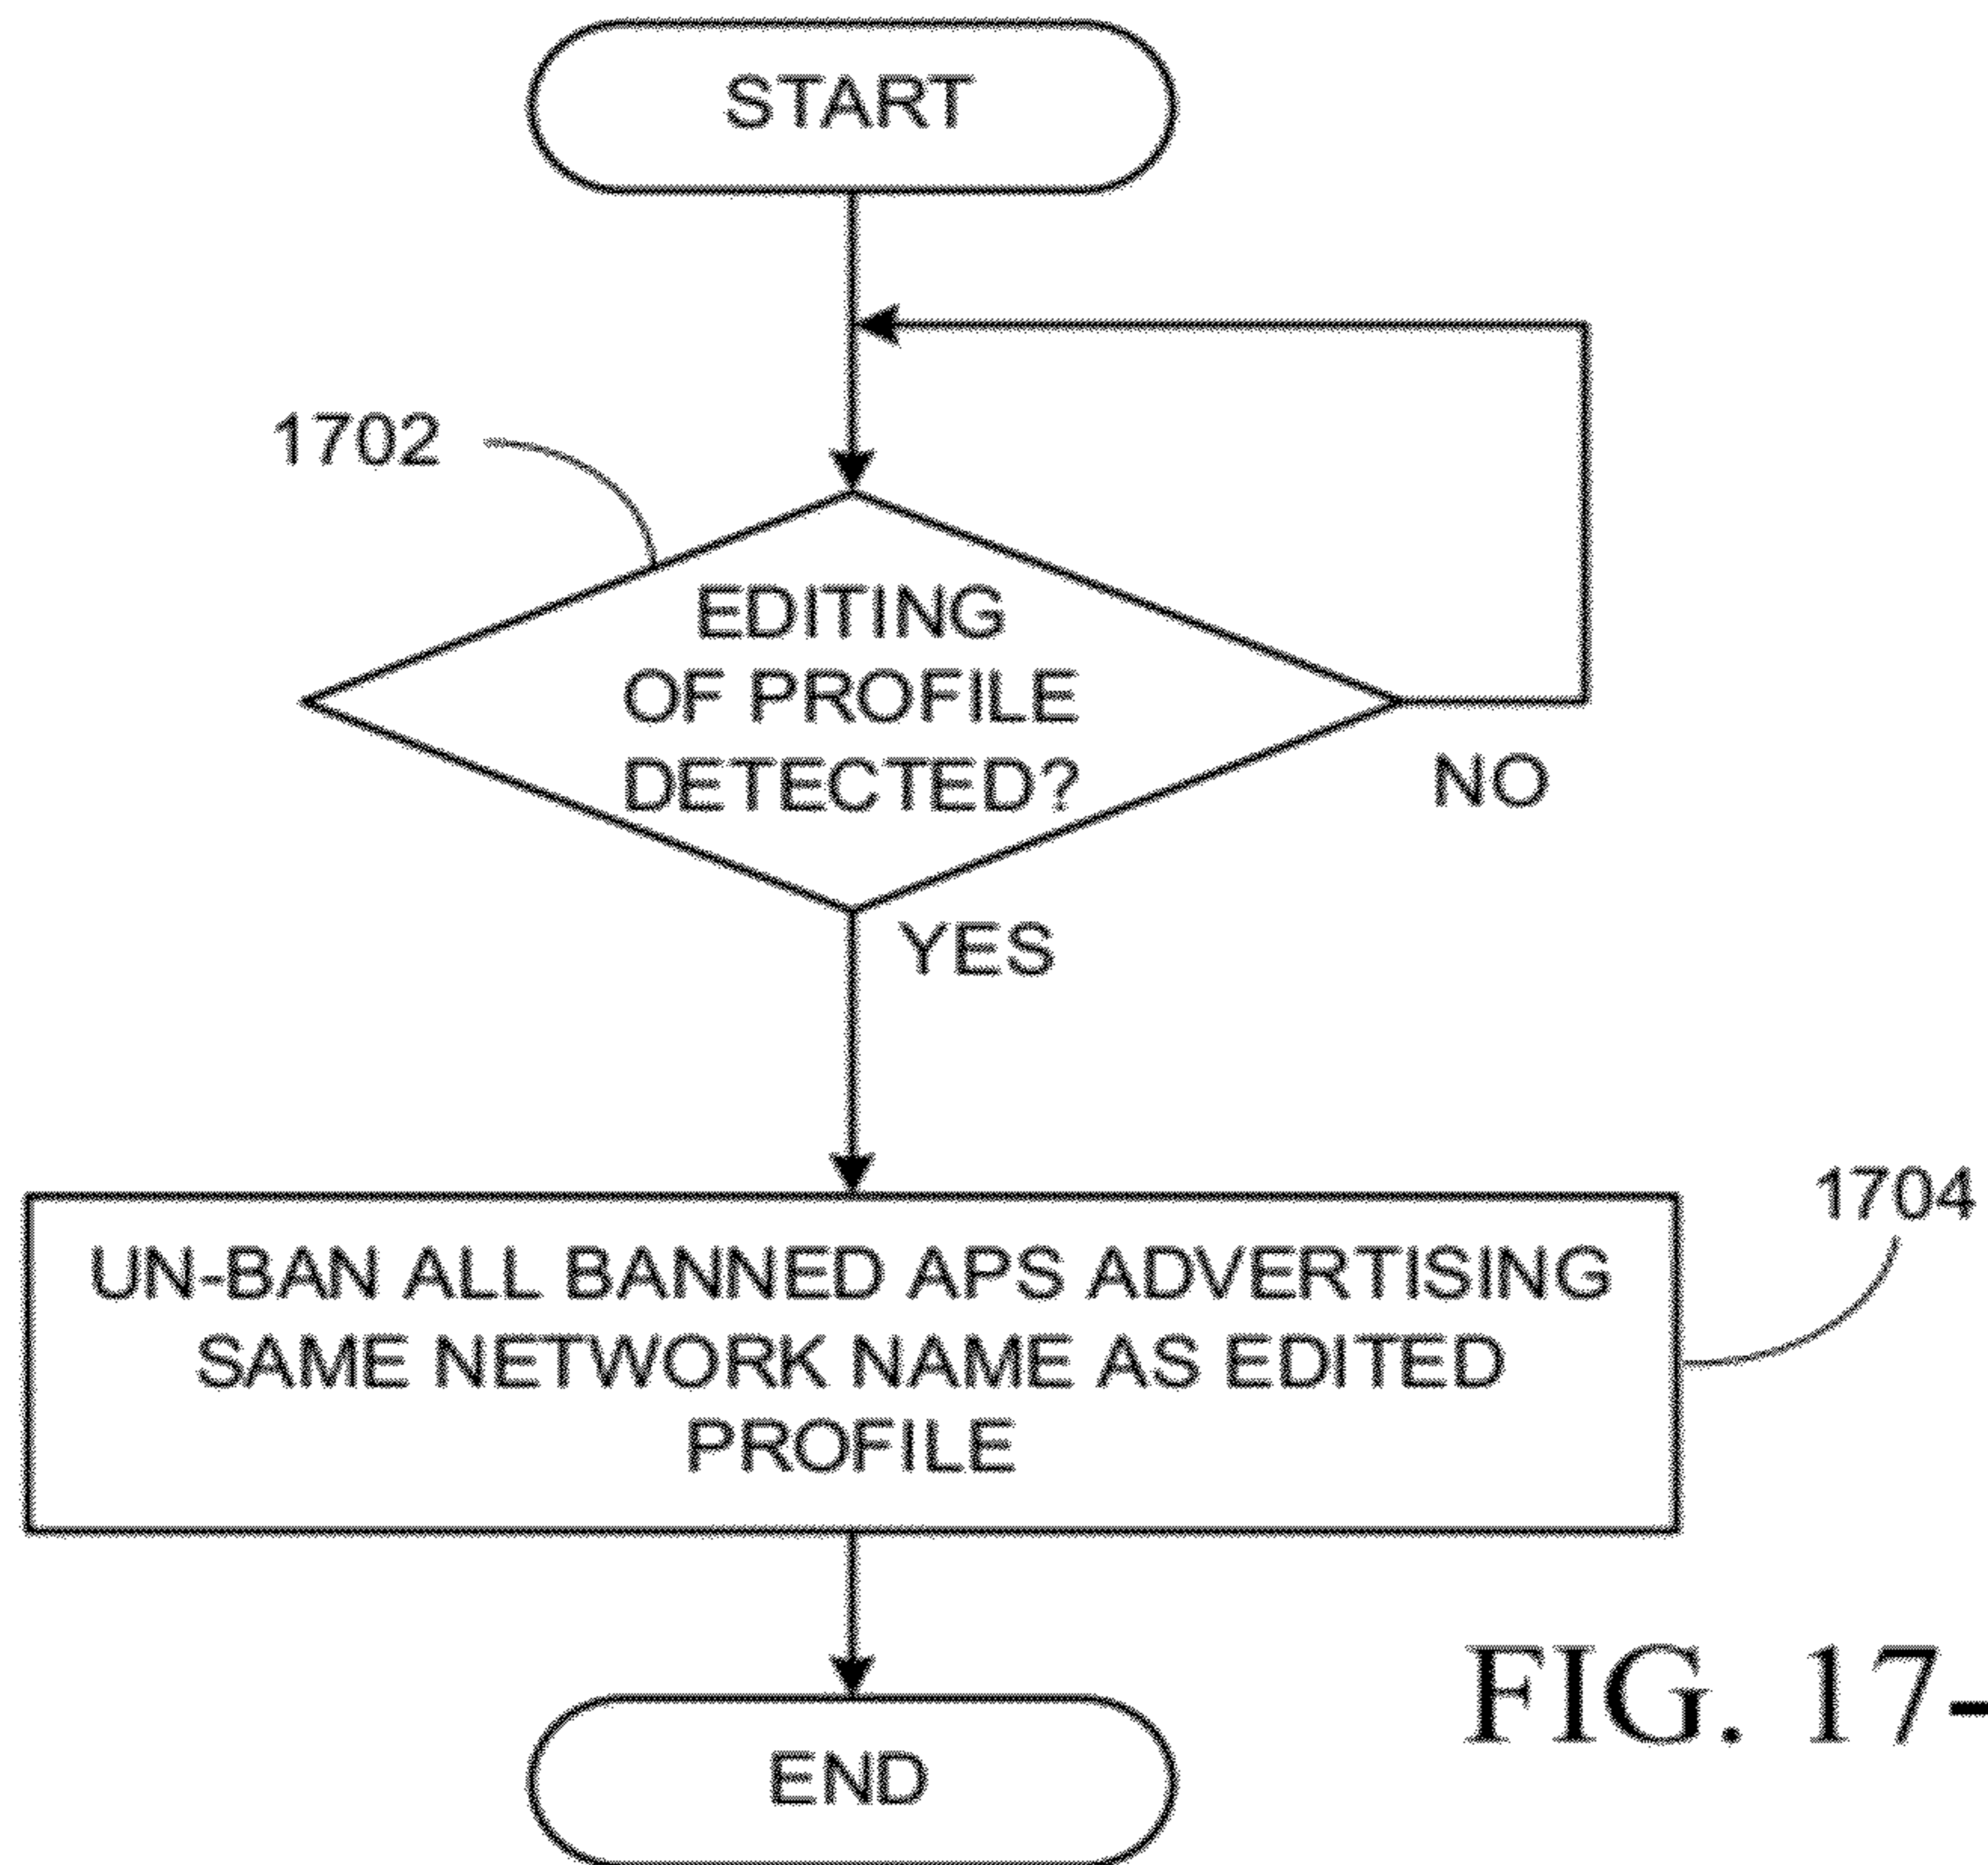 START
1702
EDITING
OF PROFILE
DETECTED?
NO
YES
1704
UN-BAN ALL BANNED APS ADVERTISING
SAME NETWORK NAME AS EDITED
PROFILE
END
FIG. 17-